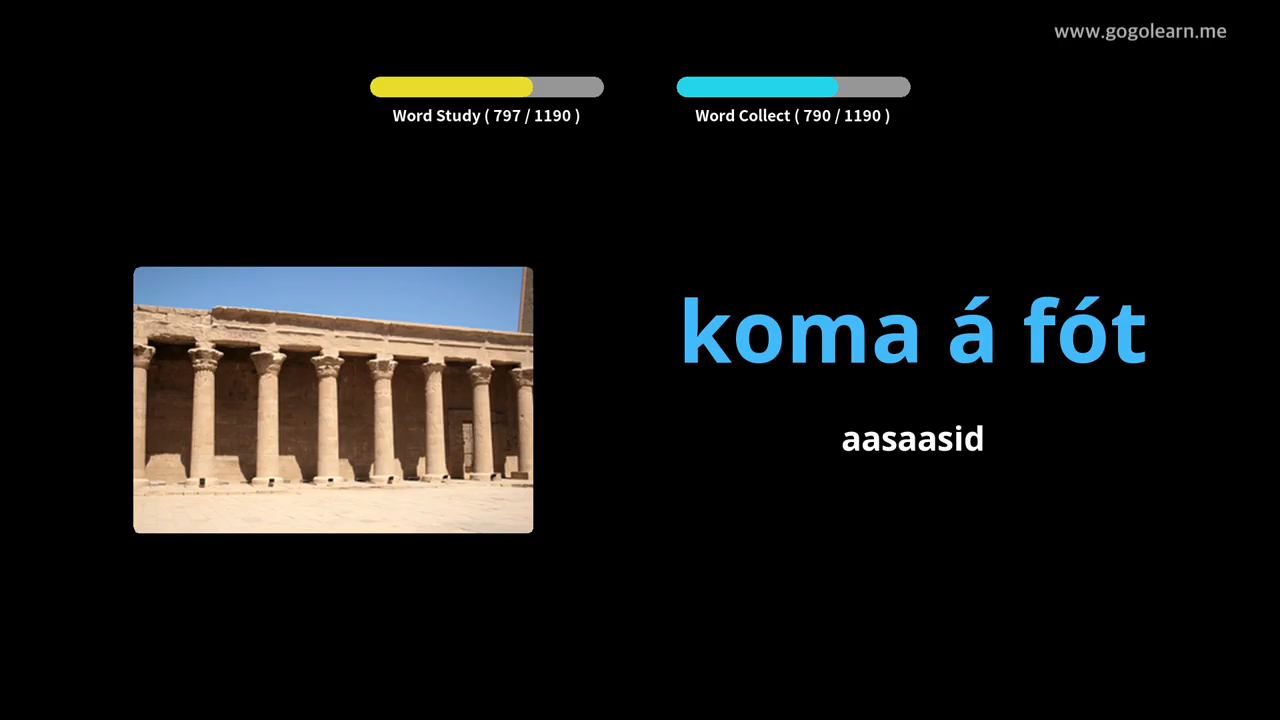 www.gogolearn.me
Word Study ( 797 / 1190 )
Word Collect ( 790 / 1190 )
koma á fót
aasaasid